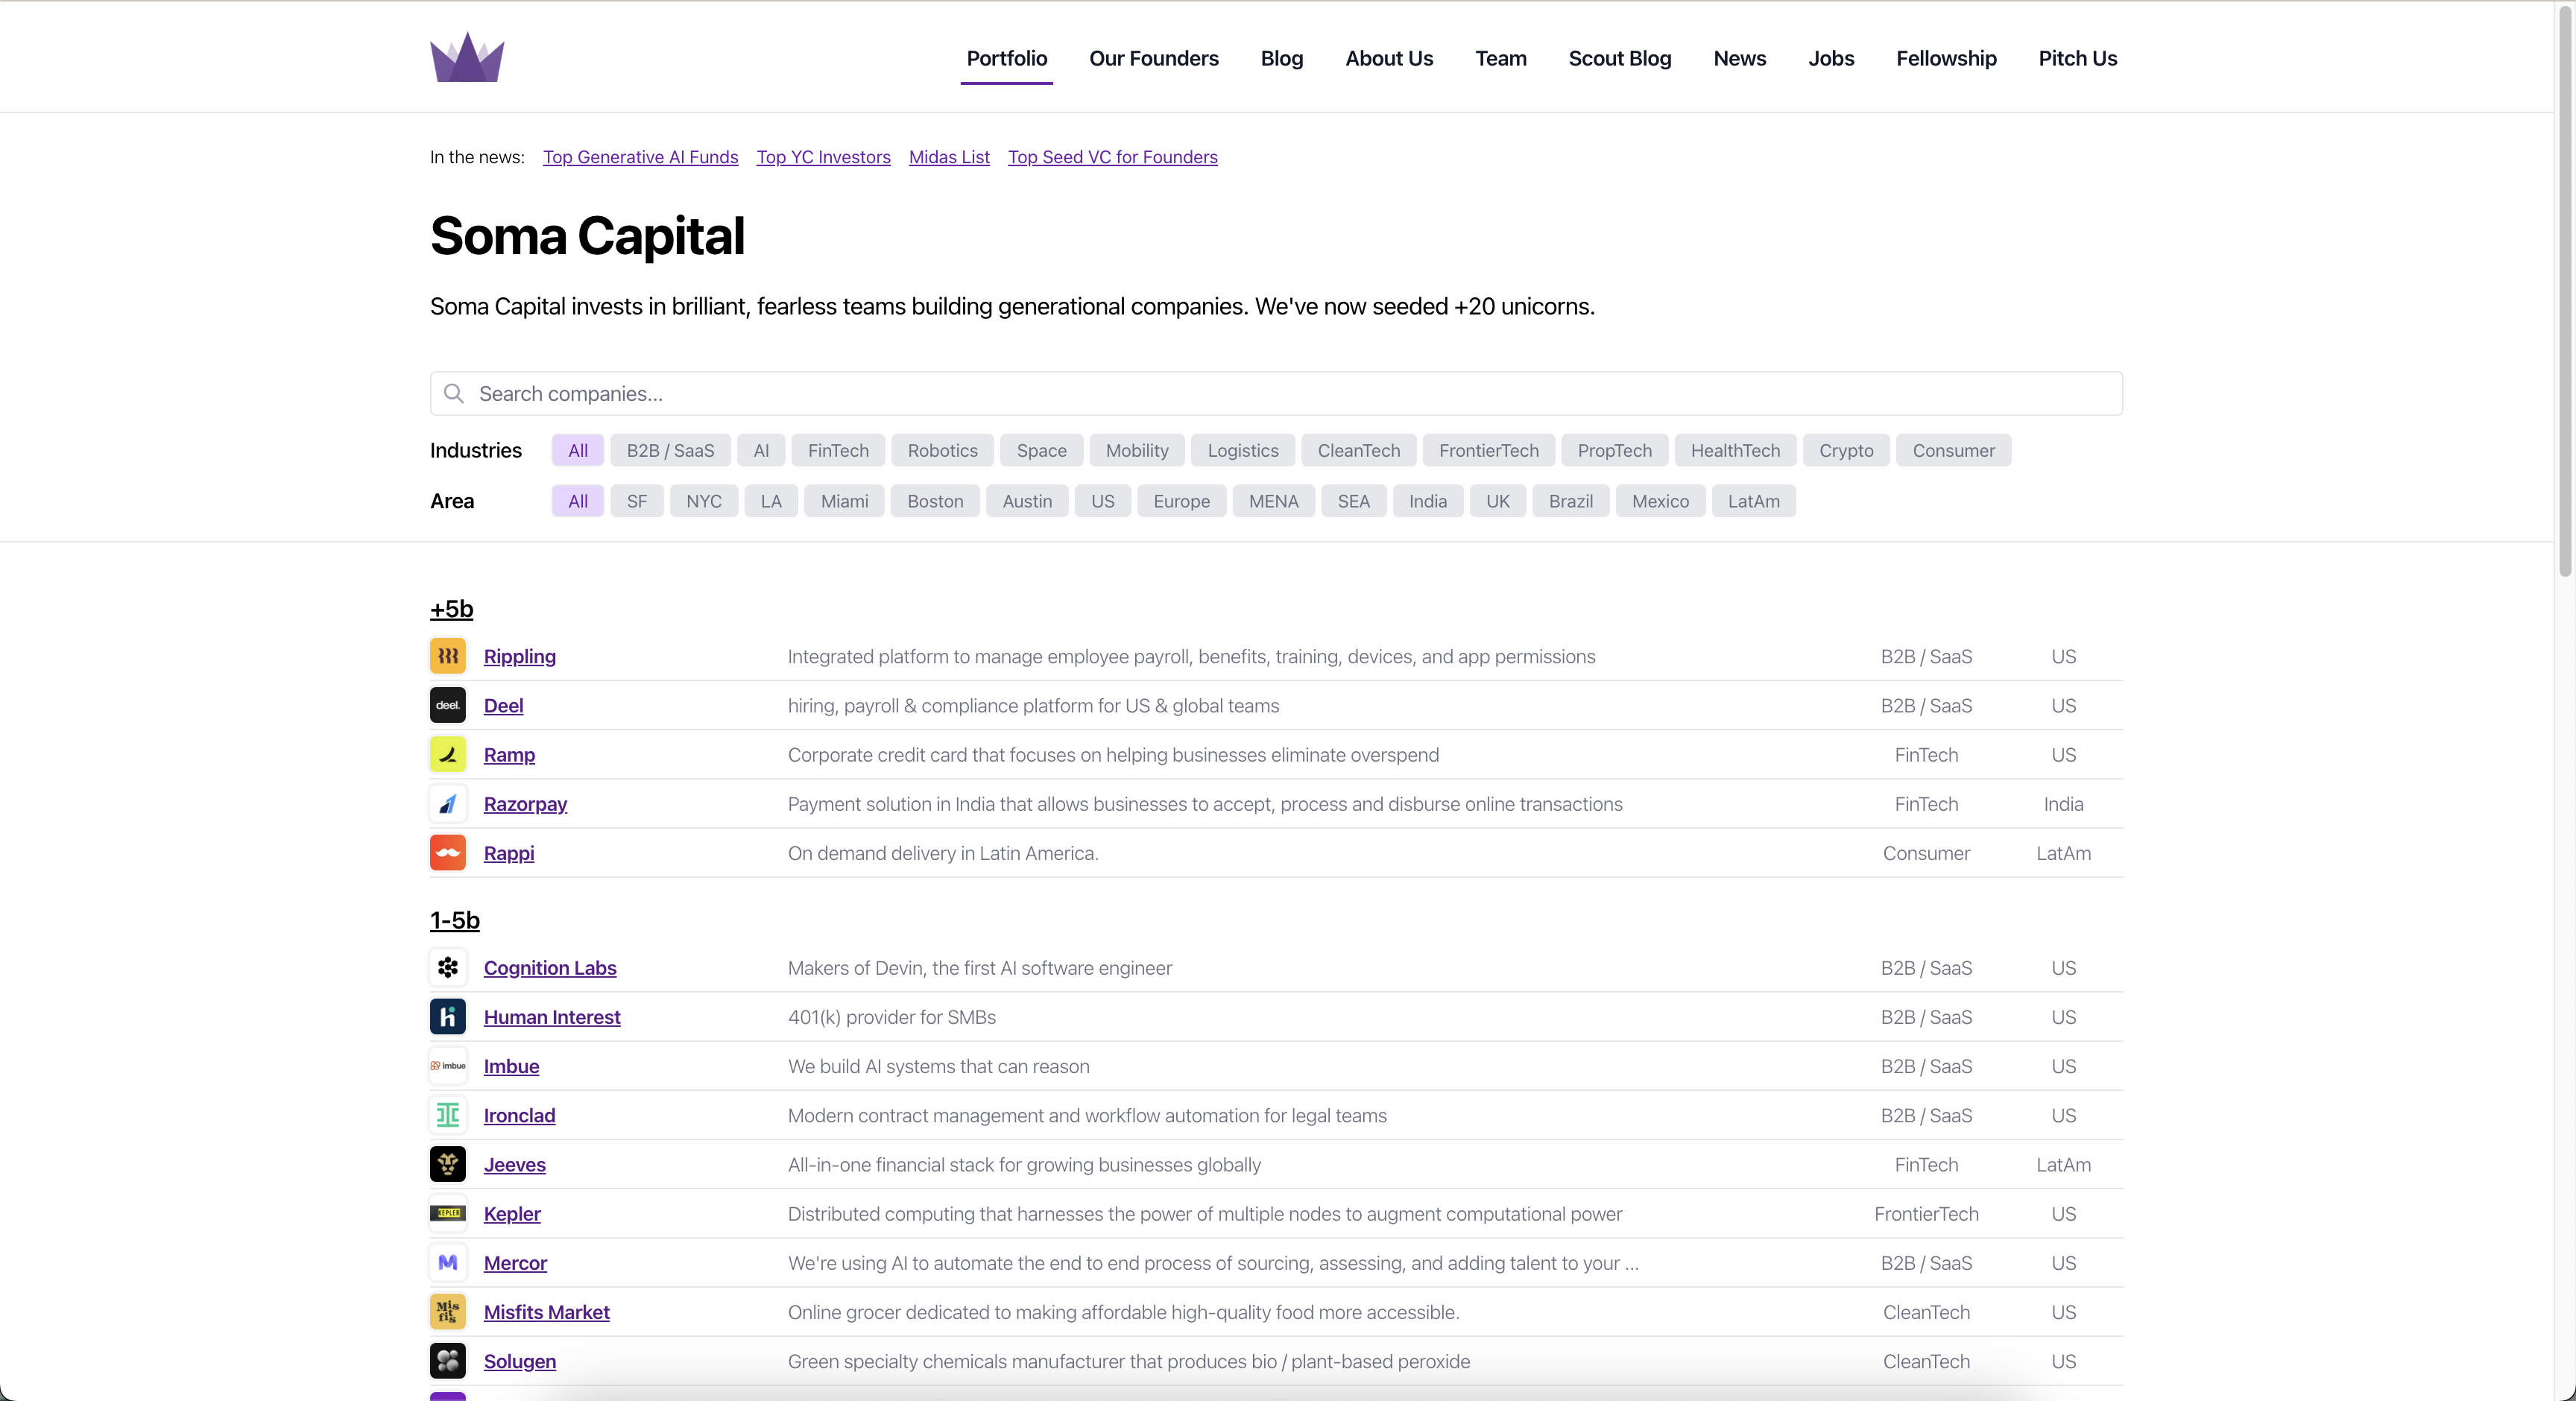 Portfolio Our Founders Blog About Us Team Scout Blog News Jobs Fellowship Pitch Us
In the news: Top Generative AI Funds Top YC Investors Midas List Top Seed VC for Founders
Soma Capital
Soma Capital invests in brilliant, fearless teams building generational companies. We've now seeded +20 unicorns.
Search companies...
Industries All B2B / SaaS AI FinTech Robotics Space Mobility Logistics CleanTech FrontierTech PropTech HealthTech Crypto Consumer
Area All SF NYC LA Miami Boston Austin US Europe MENA SEA India UK Brazil Mexico LatAm
+5b
Rippling Integrated platform to manage employee payroll, benefits, training, devices, and app permissions B2B / SaaS US
deel. Deel hiring, payroll & compliance platform for US & global teams B2B / SaaS US
Ramp Corporate credit card that focuses on helping businesses eliminate overspend FinTech US
Razorpay Payment solution in India that allows businesses to accept, process and disburse online transactions FinTech India
Rappi On demand delivery in Latin America. Consumer LatAm
1-5b
Cognition Labs Makers of Devin, the first AI software engineer B2B / SaaS US
Human Interest 401(k) provider for SMBs B2B / SaaS US
imbue Imbue We build AI systems that can reason B2B / SaaS US
Ironclad Modern contract management and workflow automation for legal teams B2B / SaaS US
Jeeves All-in-one financial stack for growing businesses globally FinTech LatAm
KEPLER Kepler Distributed computing that harnesses the power of multiple nodes to augment computational power FrontierTech US
Mercor We're using AI to automate the end to end process of sourcing, assessing, and adding talent to your ... B2B / SaaS US
Misfits Misfits Market Online grocer dedicated to making affordable high-quality food more accessible. CleanTech US
Solugen Green specialty chemicals manufacturer that produces bio / plant-based peroxide CleanTech US